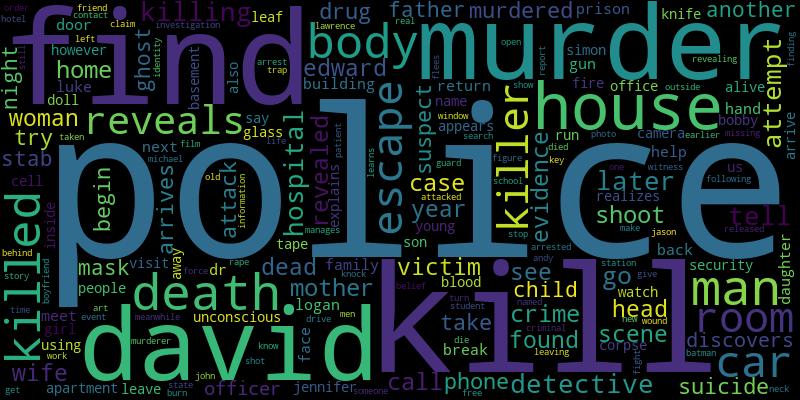 order
friend
contact
claim
hotel
still
left
investigation
door
however
killing
leaf
drug
father
murdered
prison
another
lawrence
real
knife
night
find
ghost
identity
body
murder
simon
open
finding
home
basement
also
arrest
trap
edward
gun
office
alive
attempt
luke
building
return
fire
outside
revealing
doll
flees
report
show
woman
reveals
say
escape
suspect
name
house
hand
try
taken
next
glass
window
appears
killer
run
camera
earlier
bobby
missing
arrive
stab
michael
film
life
hospital
revealed
explains
patient
learns
guard
search
case
evidence
died
photo
key
help
us
cell
begin
arrives
attack
old
information
figure
school
year
later
realizes
one
witness
following
police
inside
attacked
young
stop
shoot
make
jason
tell
released
killed
behind
visit
away
dr
rape
tape
manages
son
arrested
andy
back
daughter
story
boyfriend
mask
force
knock
dead
family
victim
see
go
station
give
security
people
death
mother
belief
blood
child
watch
man
time
art
event
logan
kill
turn
student
named
head
meet
girl
meanwhile
unconscious
face
drive
men
take
crime
new
wound
room
using
work
murderer
david
know
die
break
found
scene
corpse
discovers
wife
shot
criminal
fight
batman
car
apartment
leave
john
state
burn
officer
jennifer
someone
call
phone
free
leaving
detective
suicide
neck
get